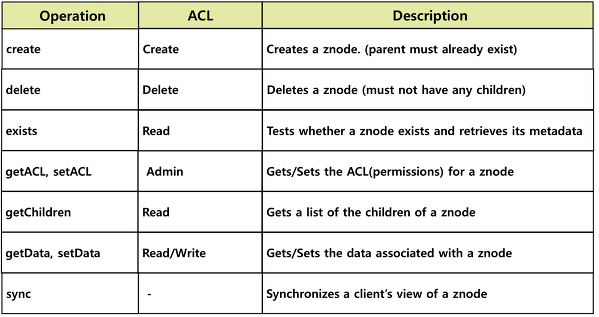 Operation ACL Description
create Create Creates a znode. (parent must already exist)
delete Delete Deletes a znode (must not have any children)
exists Read Tests whether a znode exists and retrieves its metadata
getACL, setACL Admin Gets/Sets the ACL(permissions) for a znode
getChildren Read Gets a list of the children of a znode
getData, setData Read/Write Gets/Sets the data associated with a znode
sync - Synchronizes a client’s view of a znode